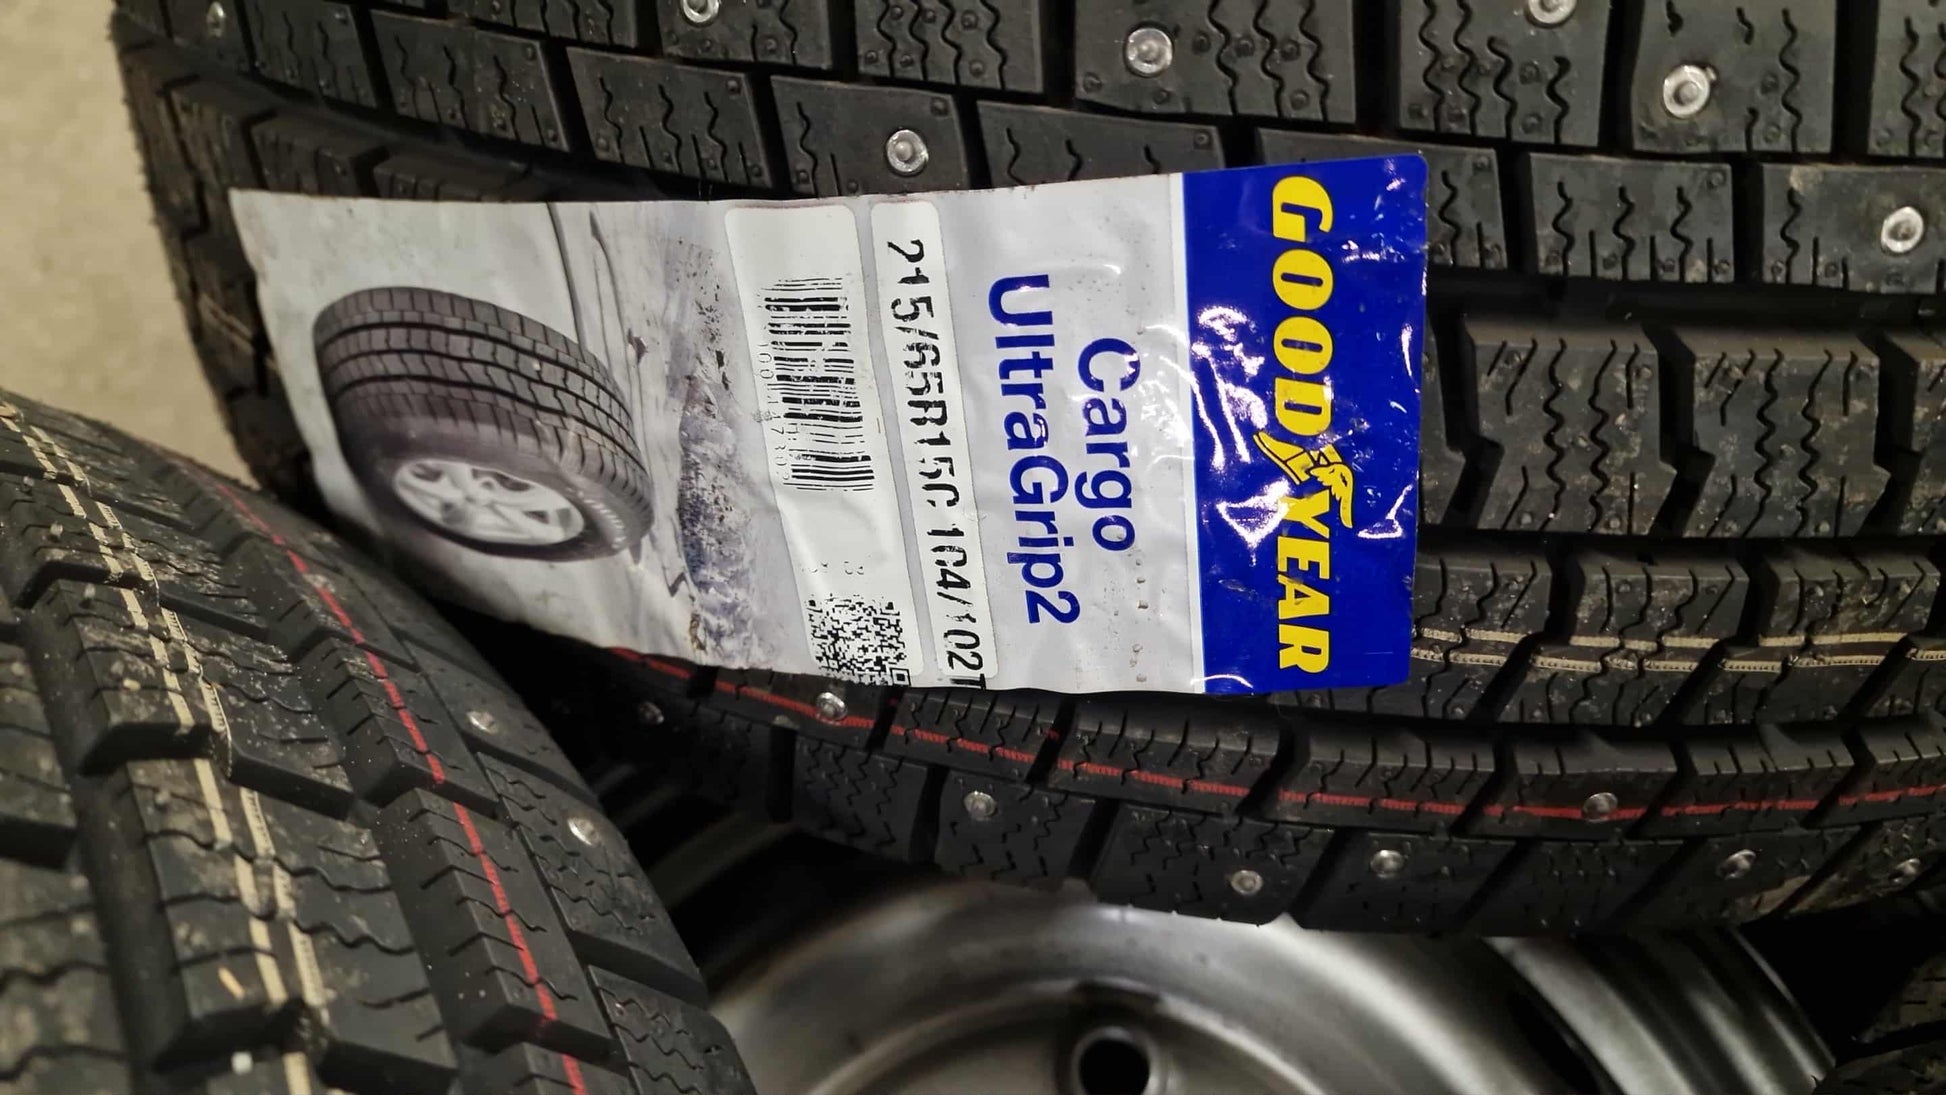 GOODYEAR
Cargo
UltraGrip2
215/65R15C 104/102T